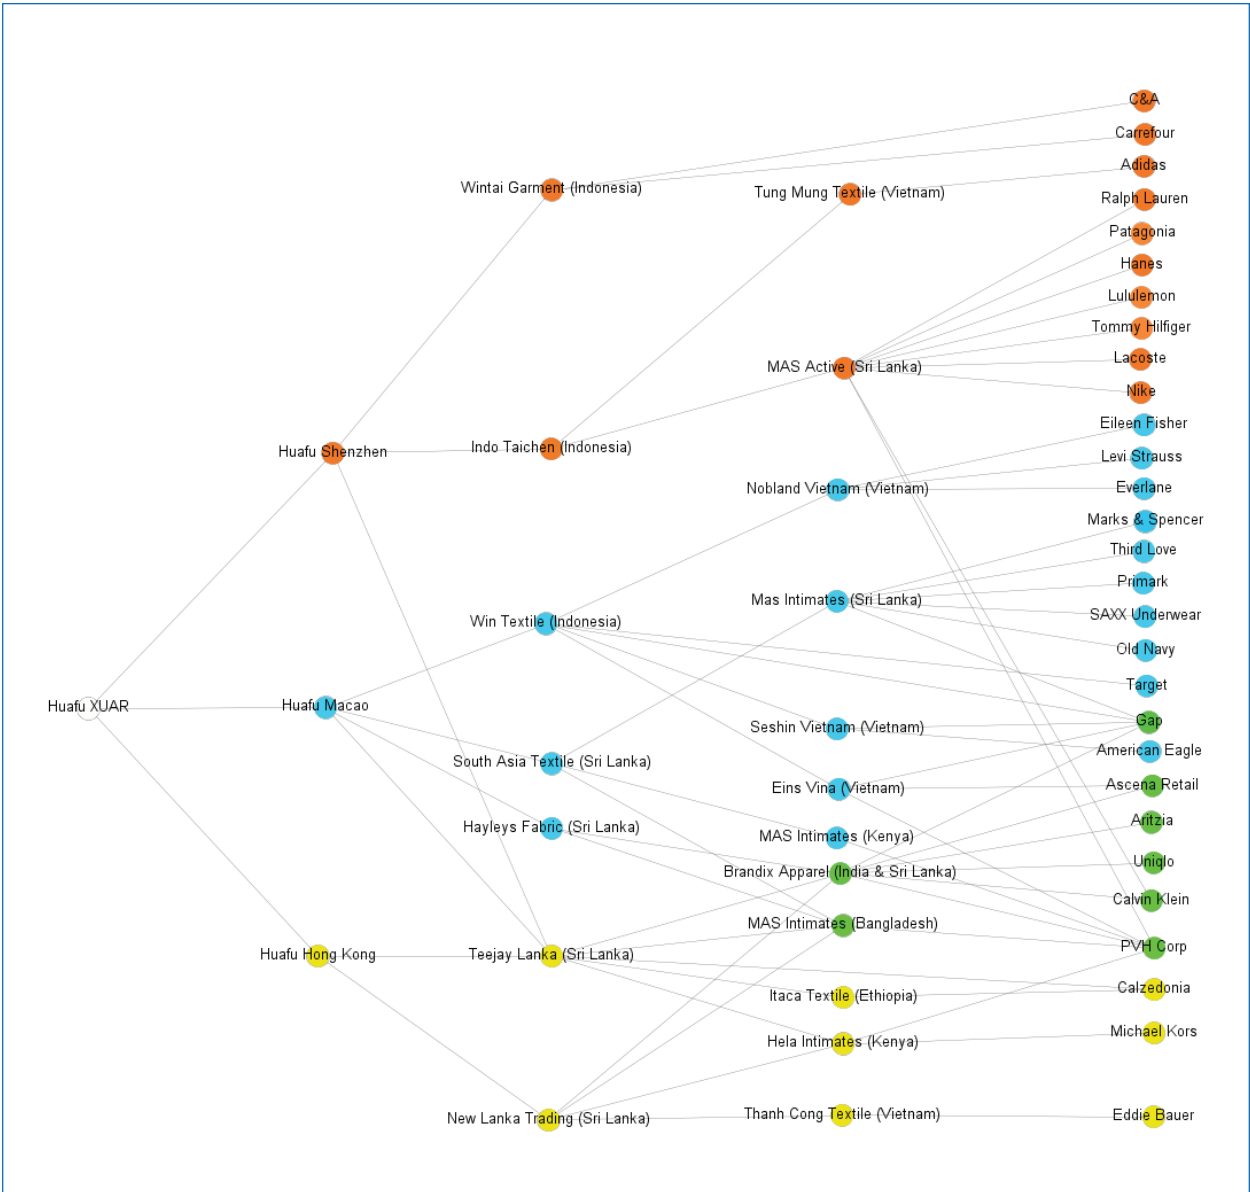 Huafu XUAR
Huafu Shenzhen
Huafu Macao
Huafu Hong Kong
Wintai Garment (Indonesia)
Indo Taichen (Indonesia)
Win Textile (Indonesia)
South Asia Textile (Sri Lanka)
Hayleys Fabric (Sri Lanka)
Teejay Lanka (Sri Lanka)
New Lanka Trading (Sri Lanka)
Tung Mung Textile (Vietnam)
MAS Active (Sri Lanka)
Nobland Vietnam (Vietnam)
Mas Intimates (Sri Lanka)
Seshin Vietnam (Vietnam)
Eins Vina (Vietnam)
MAS Intimates (Kenya)
Brandix Apparel (India & Sri Lanka)
MAS Intimates (Bangladesh)
Itaca Textile (Ethiopia)
Hela Intimates (Kenya)
Thanh Cong Textile (Vietnam)
C&A
Carrefour
Adidas
Ralph Lauren
Patagonia
Hanes
Lululemon
Tommy Hilfiger
Lacoste
Nike
Eileen Fisher
Levi Strauss
Everlane
Marks & Spencer
Third Love
Primark
SAXX Underwear
Old Navy
Target
Gap
American Eagle
Ascena Retail
Aritzia
Uniqlo
Calvin Klein
PVH Corp
Calzedonia
Michael Kors
Eddie Bauer